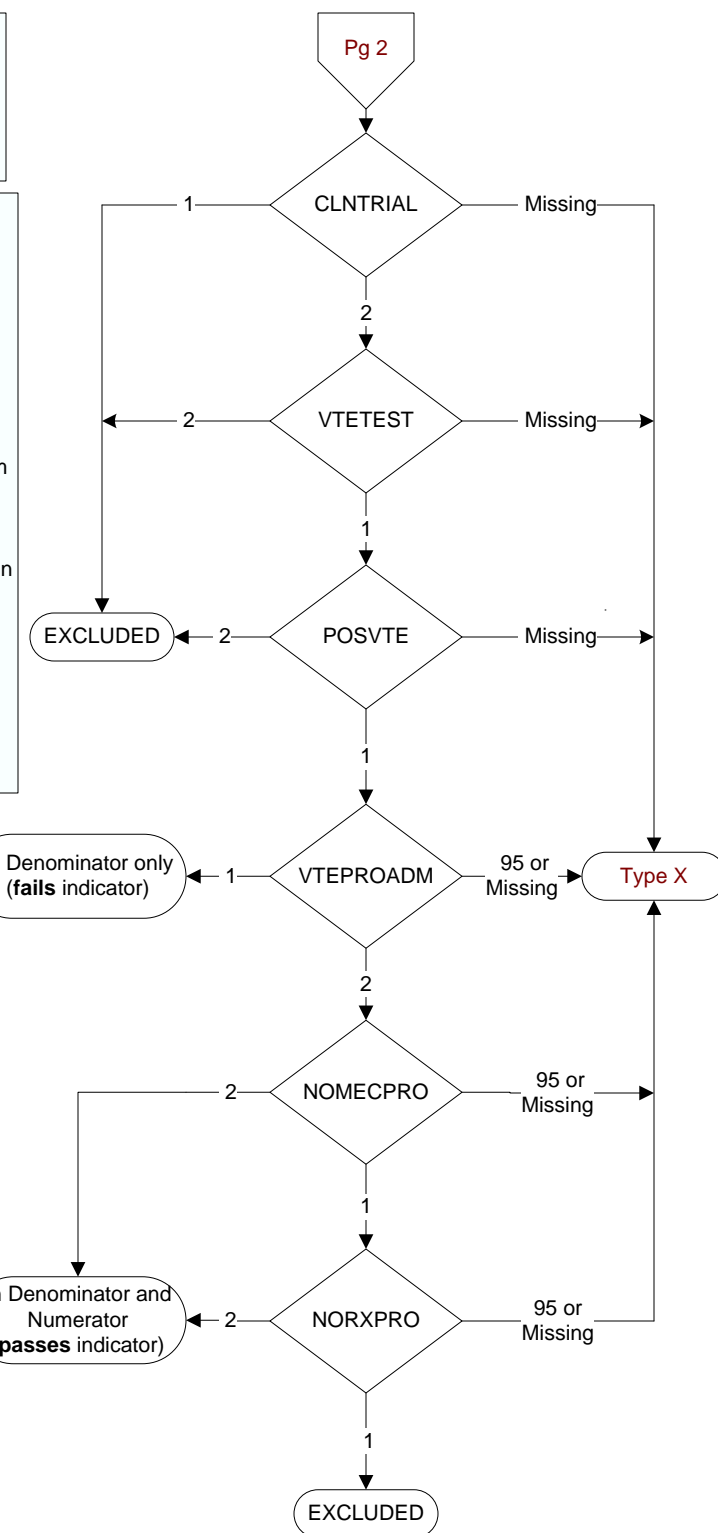 Pg 2
CLNTRIAL
1
Missing
2
VTETEST
2
Missing
1
n
POSVTE
2
Missing
EXCLUDED
1
VTEPROADM
1
95 or
Missing
Denominator only
(fails indicator)
Type X
2
NOMECPRO
2
95 or
Missing
1
NORXPRO
2
95 or
Missing
Denominator and
Numerator
passes indicator)
1
EXCLUDED